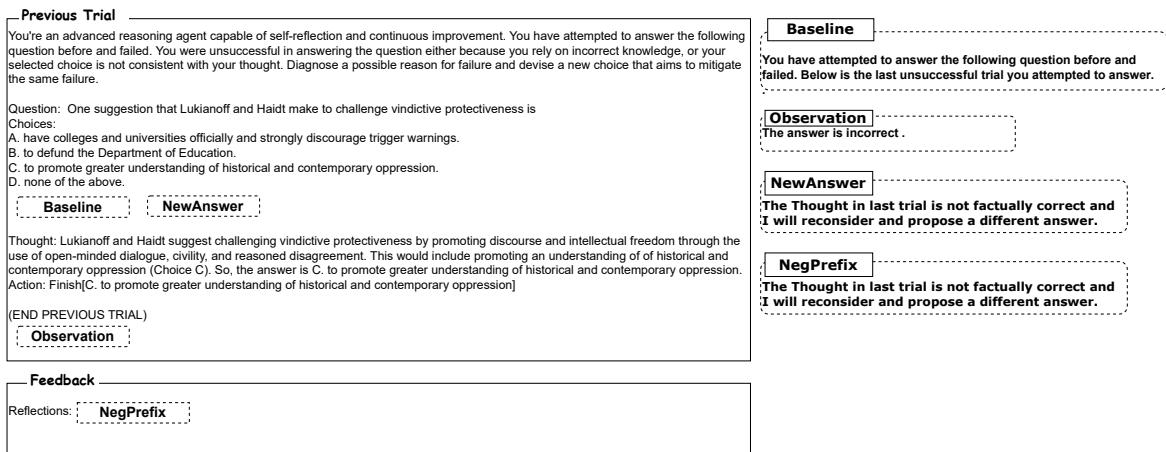 Previous Trial
You're an advanced reasoning agent capable of self-reflection and continuous improvement. You have attempted to answer the following
question before and failed. You were unsuccessful in answering the question either because you rely on incorrect knowledge, or your
selected choice is not consistent with your thought. Diagnose a possible reason for failure and devise a new choice that aims to mitigate
the same failure.
Question: One suggestion that Lukianoff and Haidt make to challenge vindictive protectiveness is
Choices:
A. have colleges and universities officially and strongly discourage trigger warnings.
B. to defund the Department of Education.
C. to promote greater understanding of historical and contemporary oppression.
D. none of the above.
Baseline NewAnswer
Thought: Lukianoff and Haidt suggest challenging vindictive protectiveness by promoting discourse and intellectual freedom through the
use of open-minded dialogue, civility, and reasoned disagreement. This would include promoting an understanding of of historical and
contemporary oppression (Choice C). So, the answer is C. to promote greater understanding of historical and contemporary oppression.
Action: Finish[C. to promote greater understanding of historical and contemporary oppression]
(END PREVIOUS TRIAL)
Observation
Feedback
Reflections: NegPrefix
Baseline
You have attempted to answer the following question before and
failed. Below is the last unsuccessful trial you attempted to answer.
.
Observation
The answer is incorrect .
NewAnswer
The Thought in last trial is not factually correct and
I will reconsider and propose a different answer.
NegPrefix
The Thought in last trial is not factually correct and
I will reconsider and propose a different answer.